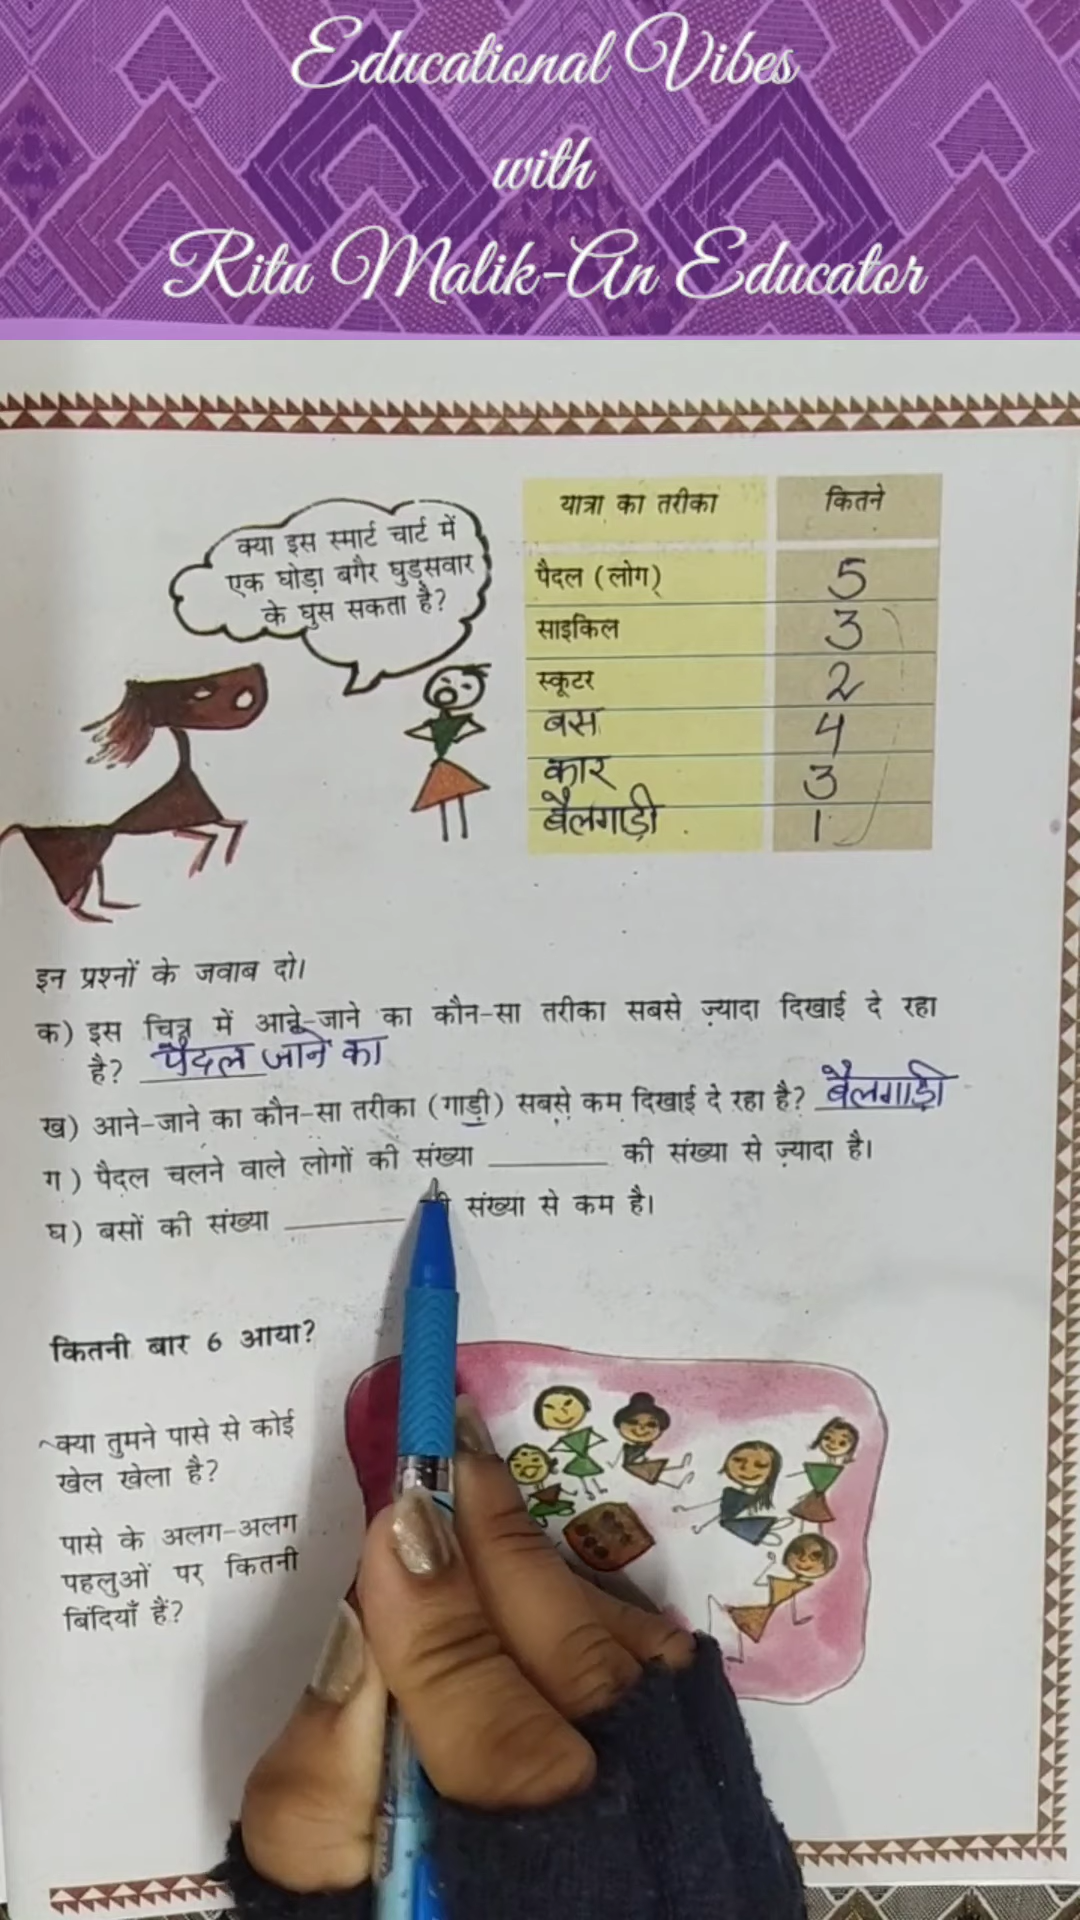 Educational Vibes
with
Ritu Malik-An Educator
क्या इस स्मार्ट चार्ट में
एक घोड़ा बगैर घुड़सवार
के घुस सकता है?
यात्रा का तरीका कितने
पैदल (लोग) 5
साइकिल 3
स्कूटर 2
बस 4
कार 3
बैलगाड़ी 1
इन प्रश्नों के जवाब दो।
क) इस चित्र में आने-जाने का कौन-सा तरीका सबसे ज़्यादा दिखाई दे रहा
है? पैदल जाने का
ख) आने-जाने का कौन-सा तरीका (गाड़ी) सबसे कम दिखाई दे रहा है? बैलगाड़ी
ग) पैदल चलने वाले लोगों की संख्या ________ की संख्या से ज़्यादा है।
घ) बसों की संख्या ________ संख्या से कम है।
कितनी बार 6 आया?
क्या तुमने पासे से कोई
खेल खेला है?
पासे के अलग-अलग
पहलुओं पर कितनी
बिंदियाँ हैं?